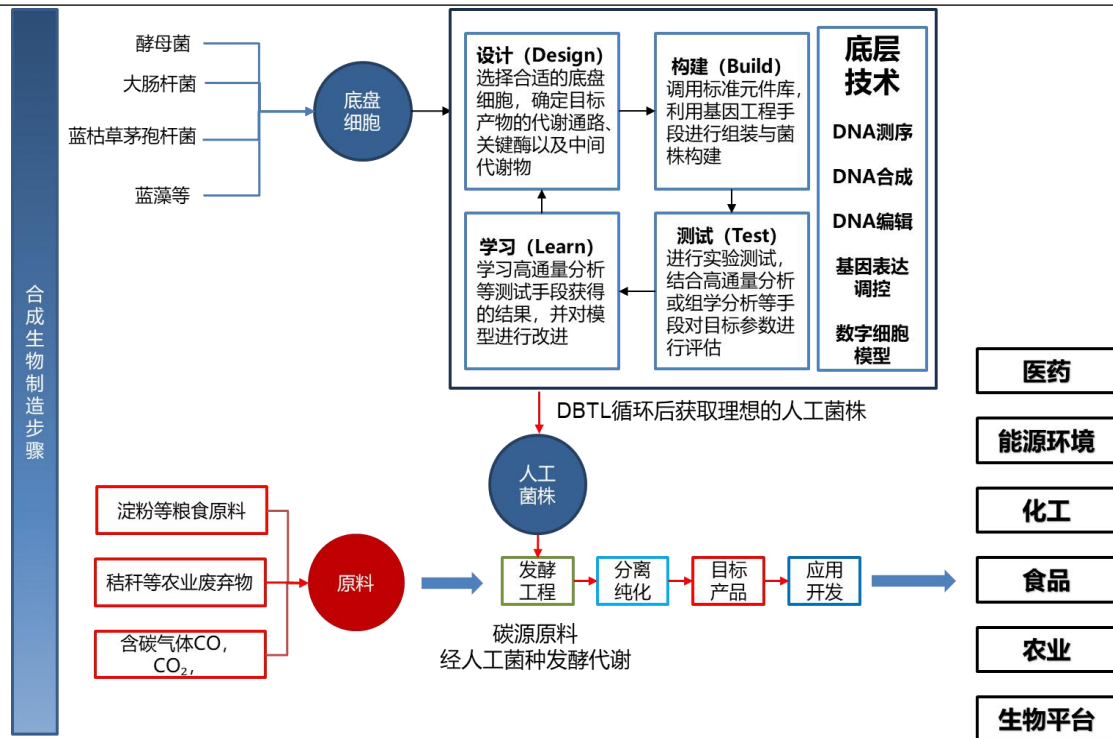 合成生物制造步骤
酵母菌
大肠杆菌
蓝枯草茅孢杆菌
蓝藻等
底盘
细胞
设计（Design）
选择合适的底盘
细胞，确定目标
产物的代谢通路、
关键酶以及中间
代谢物
构建（Build）
调用标准元件库，
利用基因工程手
段进行组装与菌
株构建
学习（Learn）
学习高通量分析
等测试手段获得
的结果，并对模
型进行改进
测试（Test）
进行实验测试，
结合高通量分析
或组学分析等手
段对目标参数进
行评估
底层
技术
DNA测序
DNA合成
DNA编辑
基因表达
调控
数字细胞
模型
DBTL循环后获取理想的人工菌株
人工
菌株
淀粉等粮食原料
秸秆等农业废弃物
含碳气体CO，
CO₂，
原料
发酵
工程
分离
纯化
目标
产品
应用
开发
碳源原料
经人工菌种发酵代谢
医药
能源环境
化工
食品
农业
生物平台